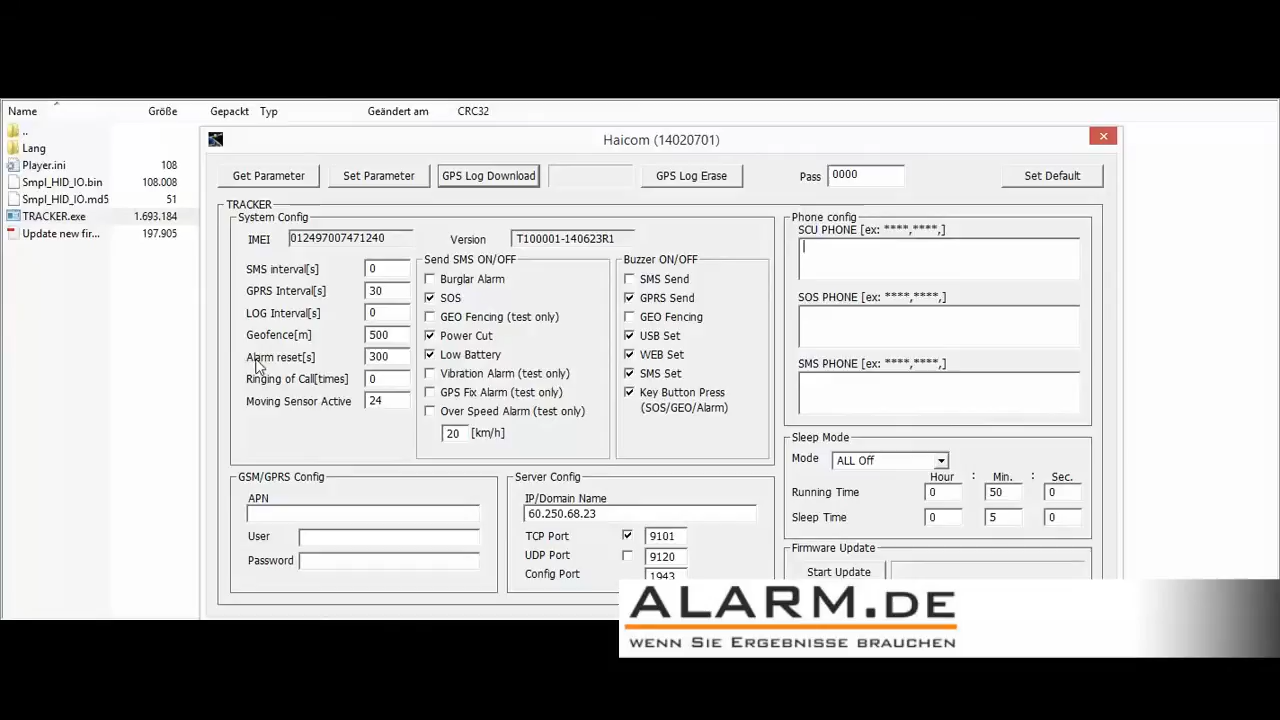 Name Größe Gepackt Typ Geändert am CRC32
..
Lang
Player.ini 108
Smpl_HID_IO.bin 108.008
Smpl_HID_IO.md5 51
TRACKER.exe 1.693.184
Update new fir... 197.905
Haicom (14020701)
Get Parameter Set Parameter GPS Log Download GPS Log Erase Pass 0000 Set Default
TRACKER
System Config
IMEI 012497007471240 Version T100001-140623R1
SMS interval[s] 0
GPRS Interval[s] 30
LOG Interval[s] 0
Geofence[m] 500
Alarm reset[s] 300
Ringing of Call[times] 0
Moving Sensor Active 24
Send SMS ON/OFF
Burglar Alarm
SOS
GEO Fencing (test only)
Power Cut
Low Battery
Vibration Alarm (test only)
GPS Fix Alarm (test only)
Over Speed Alarm (test only)
20 [km/h]
Buzzer ON/OFF
SMS Send
GPRS Send
GEO Fencing
USB Set
WEB Set
SMS Set
Key Button Press
(SOS/GEO/Alarm)
Phone config
SCU PHONE [ex: ****,****,]
SOS PHONE [ex: ****,****,]
SMS PHONE [ex: ****,****,]
GSM/GPRS Config
APN
User
Password
Server Config
IP/Domain Name
60.250.68.23
TCP Port 9101
UDP Port 9120
Config Port 1943
Sleep Mode
Mode ALL Off
Hour : Min. : Sec.
Running Time 0 50 0
Sleep Time 0 5 0
Firmware Update
Start Update
ALARM.DE
WENN SIE ERGEBNISSE BRAUCHEN